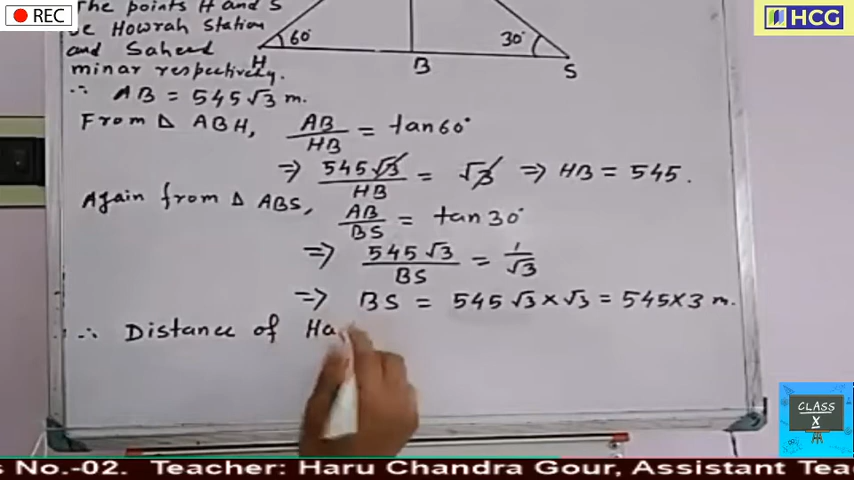 REC
HCG
The points H and S
be Howrah Station
and Saheed
minar respectively.
60°
30°
H
B
S
∴ AB = 545√3 m.
From Δ ABH, AB/HB = tan60°
⇒ 545√3/HB = √3 ⇒ HB = 545.
Again from Δ ABS, AB/BS = tan30°
⇒ 545√3/BS = 1/√3
⇒ BS = 545√3×√3 = 545×3 m.
∴ Distance of Ho
CLASS
X
No.-02. Teacher: Haru Chandra Gour, Assistant Tea